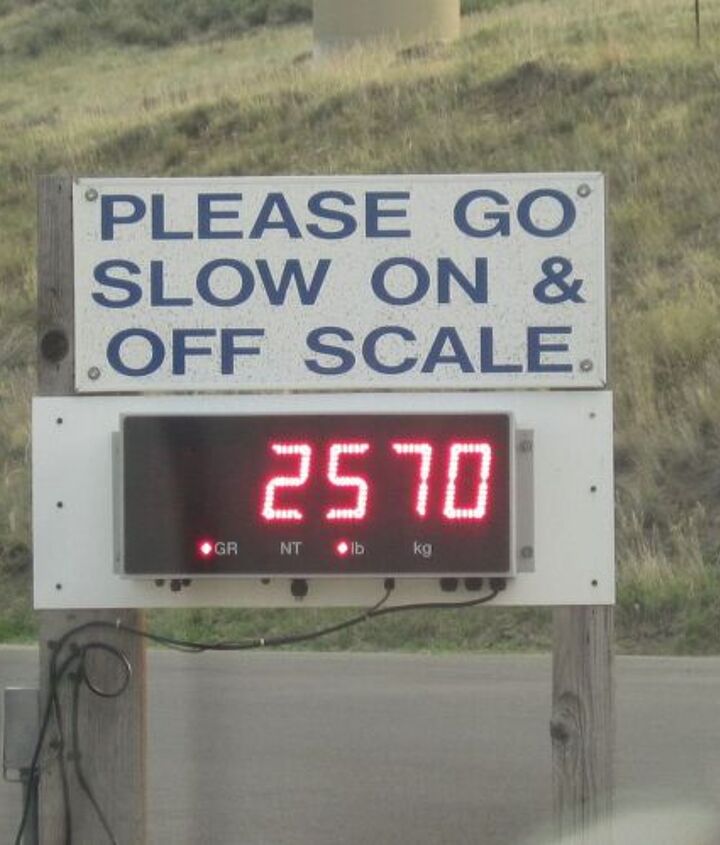 PLEASE GO
SLOW ON &
OFF SCALE
2570
GR NT lb kg